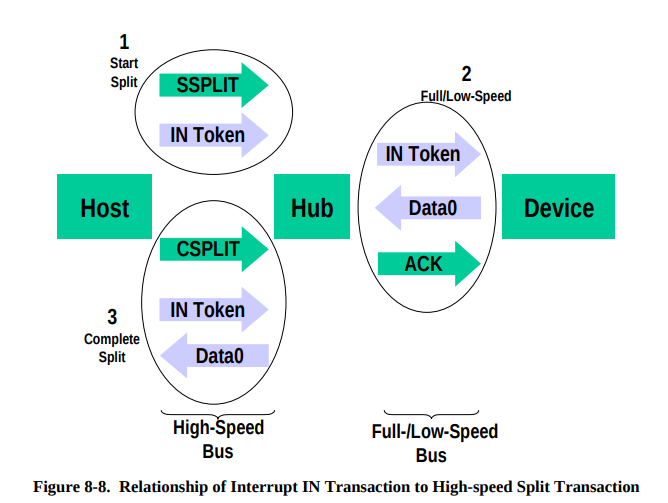 1
Start
Split
SSPLIT
IN Token
2
Full/Low-Speed
IN Token
Data0
ACK
Host
Hub
Device
CSPLIT
IN Token
Data0
3
Complete
Split
High-Speed
Bus
Full-/Low-Speed
Bus
Figure 8-8. Relationship of Interrupt IN Transaction to High-speed Split Transaction